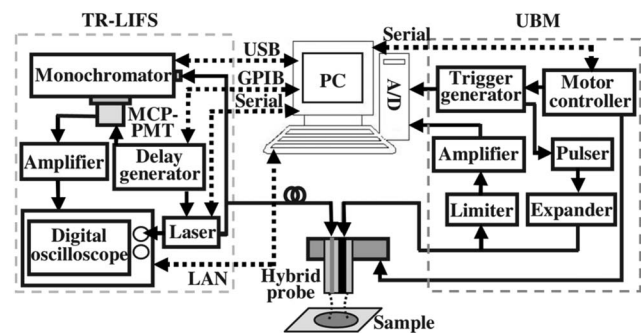 TR-LIFS
UBM
USB
Serial
Monochromator
GPIB
PC
A/D
Trigger
generator
Motor
controller
Serial
MCP-
PMT
Amplifier
Delay
generator
Amplifier
Pulser
Digital
oscilloscope
Laser
Limiter
Expander
LAN
Hybrid
probe
Sample